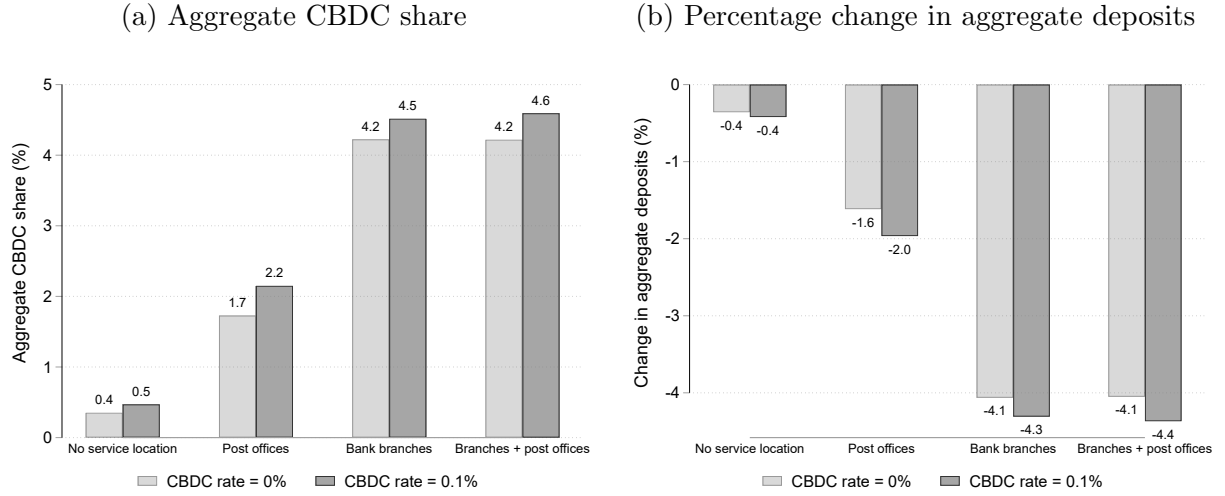 (a) Aggregate CBDC share
Aggregate CBDC share (%)
5
4
3
2
1
0
0.4
0.5
1.7
2.2
4.2
4.5
4.2
4.6
No service location
Post offices
Bank branches
Branches + post offices
CBDC rate = 0%
CBDC rate = 0.1%
(b) Percentage change in aggregate deposits
Change in aggregate deposits (%)
0
-1
-2
-3
-4
-0.4
-0.4
-1.6
-2.0
-4.1
-4.3
-4.1
-4.4
No service location
Post offices
Bank branches
Branches + post offices
CBDC rate = 0%
CBDC rate = 0.1%